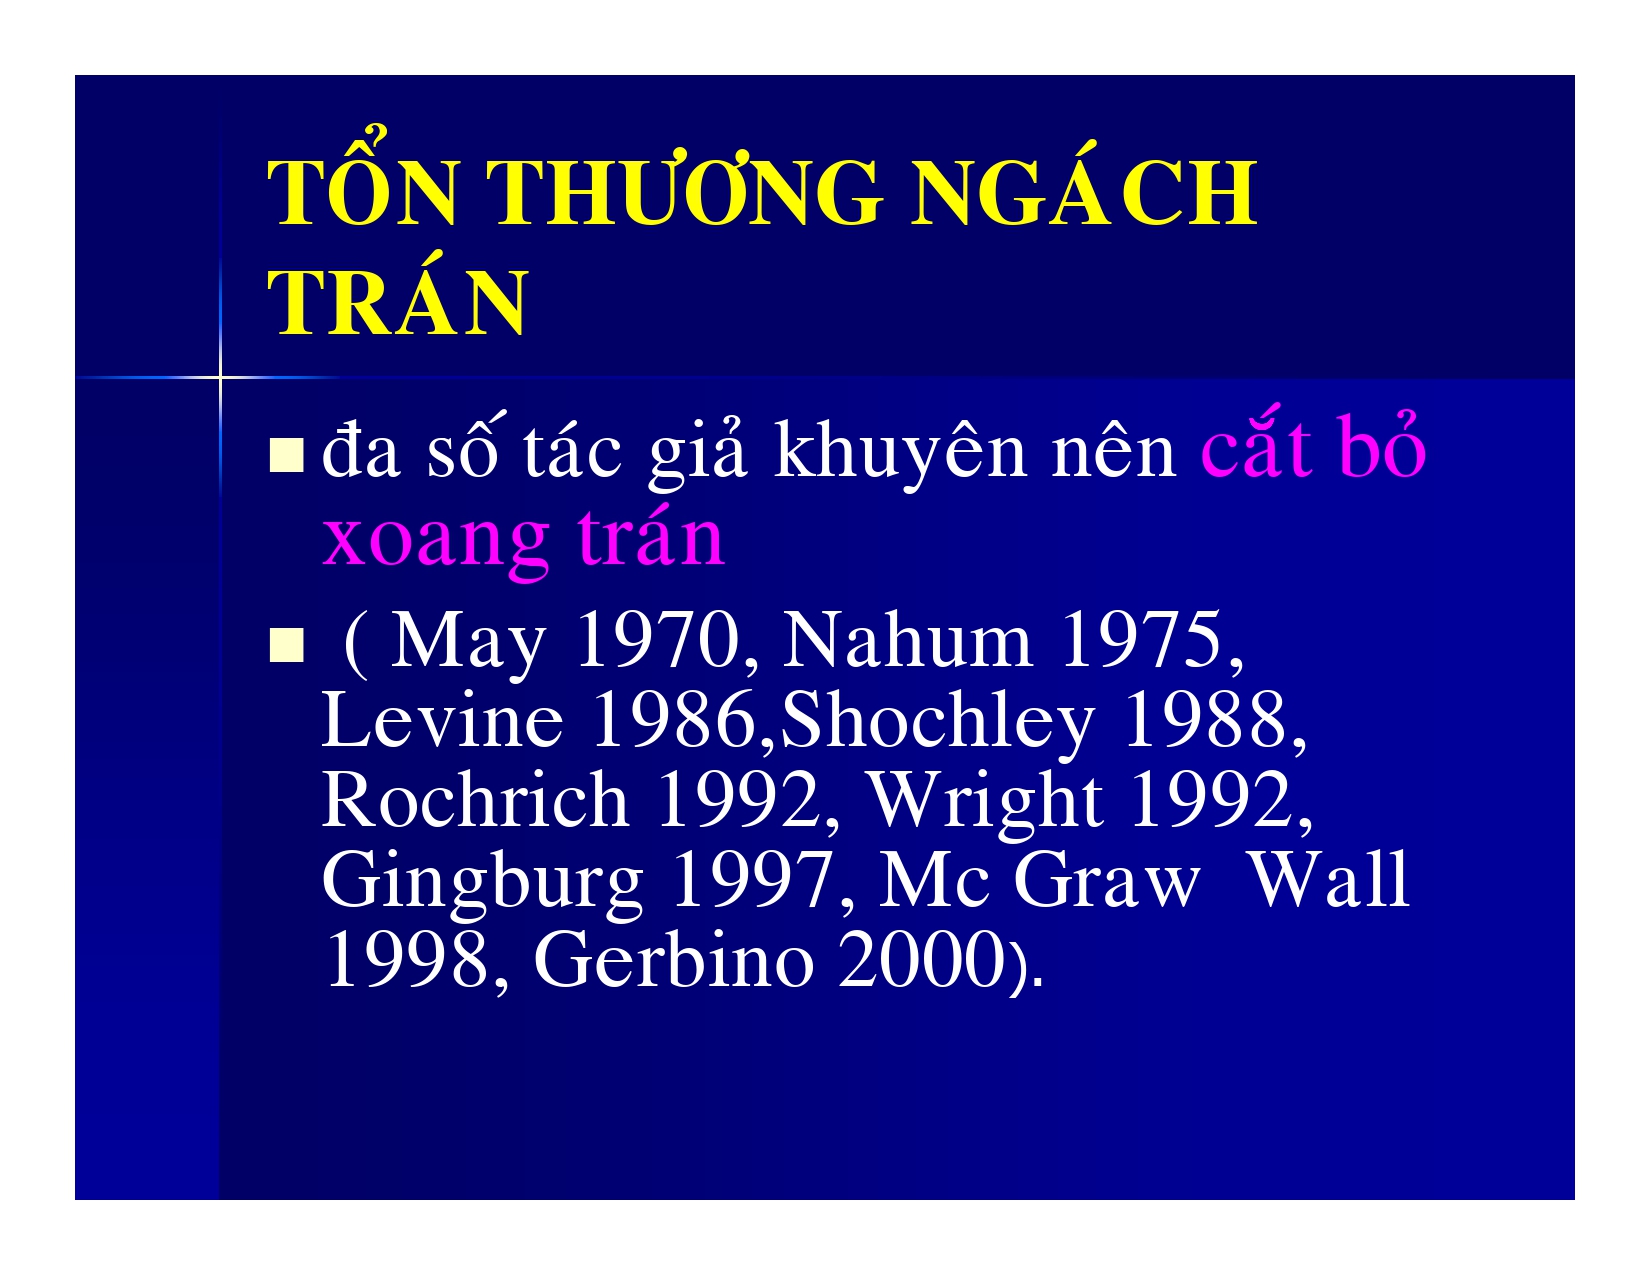 TỔN THƯƠNG NGÁCH
TRÁN
đa số tác giả khuyên nên cắt bỏ
xoang trán
( May 1970, Nahum 1975,
Levine 1986,Shochley 1988,
Rochrich 1992, Wright 1992,
Gingburg 1997, Mc Graw Wall
1998, Gerbino 2000).